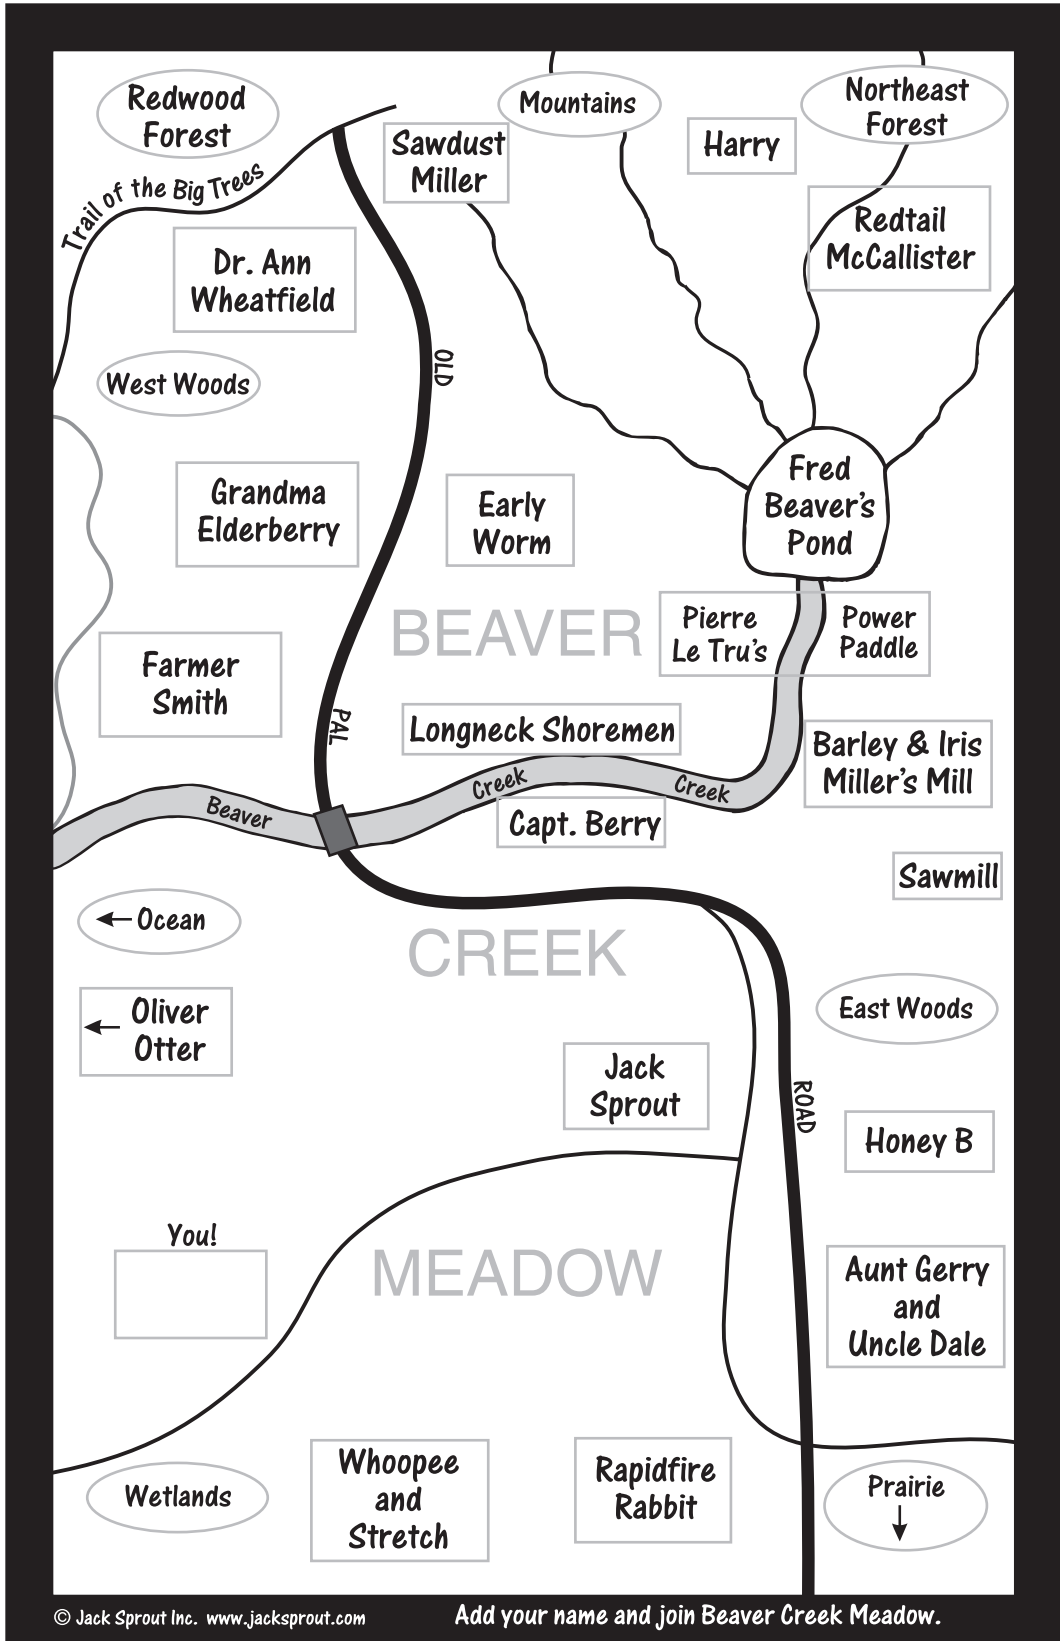 Redwood
Forest
Mountains
Northeast
Forest
Sawdust
Miller
Harry
Trail of the Big Trees
Redtail
McCallister
Dr. Ann
Wheatfield
OLD
West Woods
Fred
Beaver's
Pond
Grandma
Elderberry
Early
Worm
BEAVER
Pierre
Le Tru's
Power
Paddle
Farmer
Smith
PAL
Longneck Shoremen
Barley & Iris
Miller's Mill
Beaver
Creek
Creek
Capt. Berry
Sawmill
Ocean
CREEK
East Woods
Oliver
Otter
Jack
Sprout
ROAD
Honey B
You!
MEADOW
Aunt Gerry
and
Uncle Dale
Wetlands
Whoopee
and
Stretch
Rapidfire
Rabbit
Prairie
© Jack Sprout Inc. www.jacksprout.com
Add your name and join Beaver Creek Meadow.